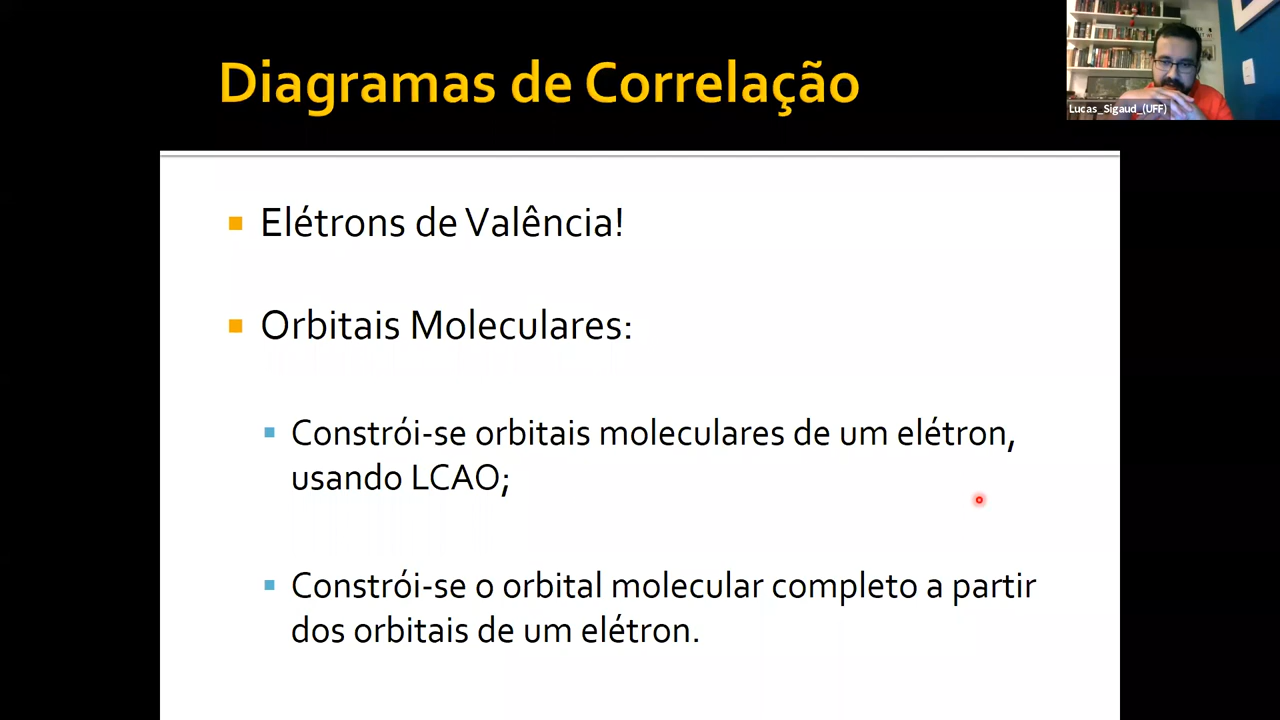 Diagramas de Correlação
Lucas_Sigaud_(UFF)
Elétrons de Valência!
Orbitais Moleculares:
Constrói-se orbitais moleculares de um elétron,
usando LCAO;
Constrói-se o orbital molecular completo a partir
dos orbitais de um elétron.